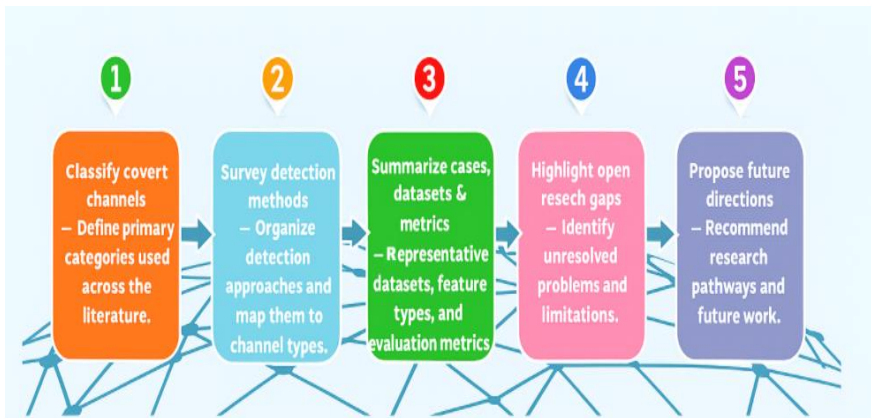 1
Classify covert
channels
– Define primary
categories used
across the
literature.
2
Survey detection
methods
– Organize
detection
approaches and
map them to
channel types.
3
Summarize cases,
datasets &
metrics
– Representative
datasets, feature
types, and
evaluation metrics
4
Highlight open
resech gaps
– Identify
unresolved
problems and
limitations.
5
Propose future
directions
– Recommend
research
pathways and
future work.